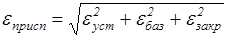 ε_присп = √(ε²_уст + ε²_баз + ε²_закр)